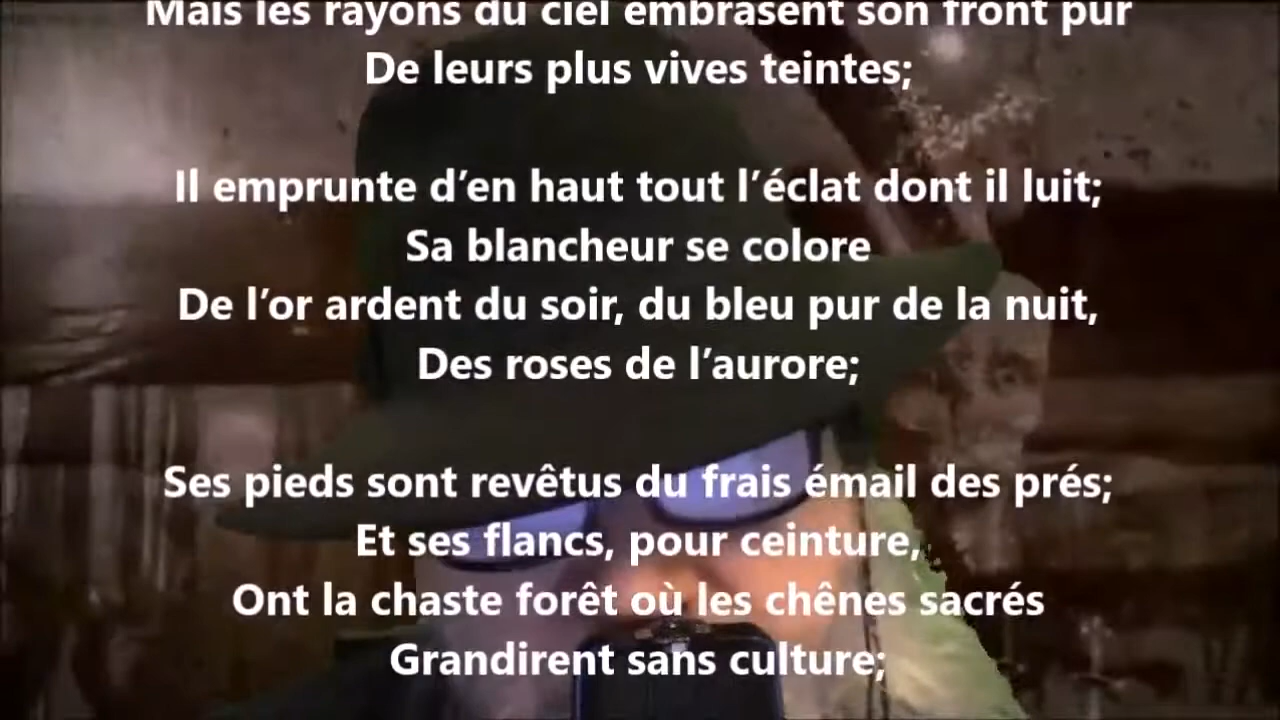 Mais les rayons du ciel embrasent son front pur
De leurs plus vives teintes;
Il emprunte d’en haut tout l’éclat dont il luit;
Sa blancheur se colore
De l’or ardent du soir, du bleu pur de la nuit,
Des roses de l’aurore;
Ses pieds sont revêtus du frais émail des prés;
Et ses flancs, pour ceinture,
Ont la chaste forêt où les chênes sacrés
Grandirent sans culture;